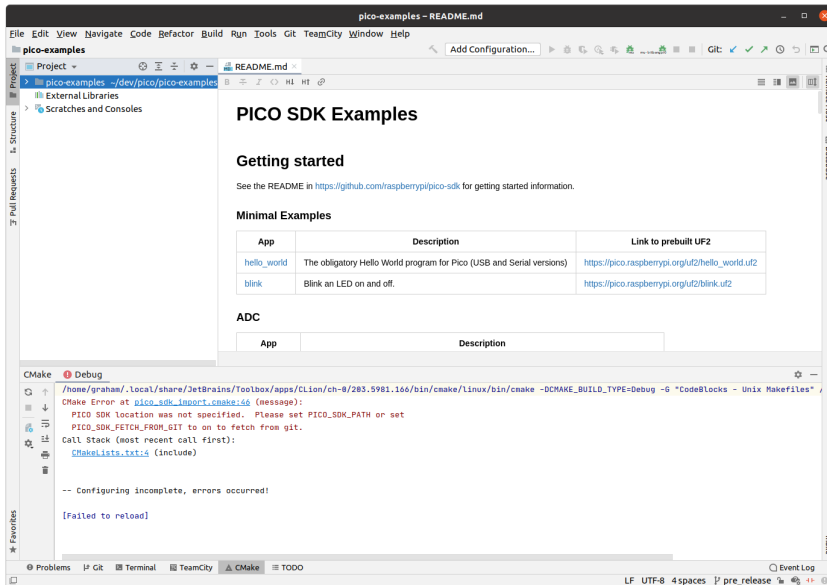 pico-examples – README.md
File Edit View Navigate Code Refactor Build Run Tools Git TeamCity Window Help
pico-examples
Add Configuration...
Git:
Project
README.md
pico-examples ~/dev/pico/pico-examples
External Libraries
Scratches and Consoles
Project
Structure
Pull Requests
Favorites
B I H↓ H↑
PICO SDK Examples
Getting started
See the README in https://github.com/raspberrypi/pico-sdk for getting started information.
Minimal Examples
App Description Link to prebuilt UF2
hello_world The obligatory Hello World program for Pico (USB and Serial versions) https://pico.raspberrypi.org/uf2/hello_world.uf2
blink Blink an LED on and off. https://pico.raspberrypi.org/uf2/blink.uf2
ADC
App Description
CMake Debug
/home/graham/.local/share/JetBrains/Toolbox/apps/CLion/ch-0/203.5981.166/bin/cmake/linux/bin/cmake -DCMAKE_BUILD_TYPE=Debug -G "CodeBlocks - Unix Makefiles" /
CMake Error at pico_sdk_import.cmake:46 (message):
PICO SDK location was not specified. Please set PICO_SDK_PATH or set
PICO_SDK_FETCH_FROM_GIT to on to fetch from git.
Call Stack (most recent call first):
CMakeLists.txt:4 (include)
-- Configuring incomplete, errors occurred!
[Failed to reload]
Problems Git Terminal TeamCity CMake TODO Event Log
LF UTF-8 4 spaces pre_release